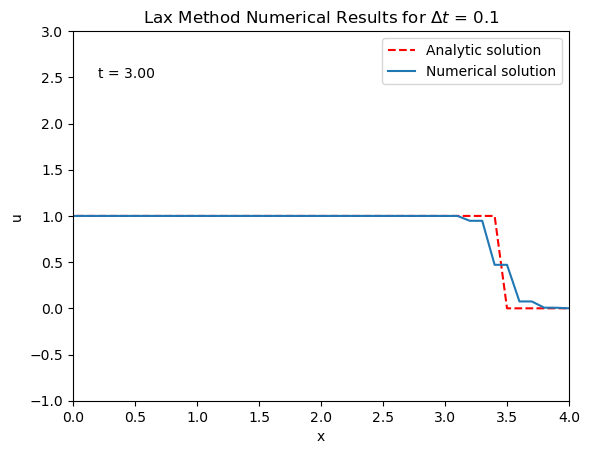 Lax Method Numerical Results for Δt = 0.1
t = 3.00
Analytic solution
Numerical solution
u
3.0
2.5
2.0
1.5
1.0
0.5
0.0
−0.5
−1.0
0.0 0.5 1.0 1.5 2.0 2.5 3.0 3.5 4.0
x